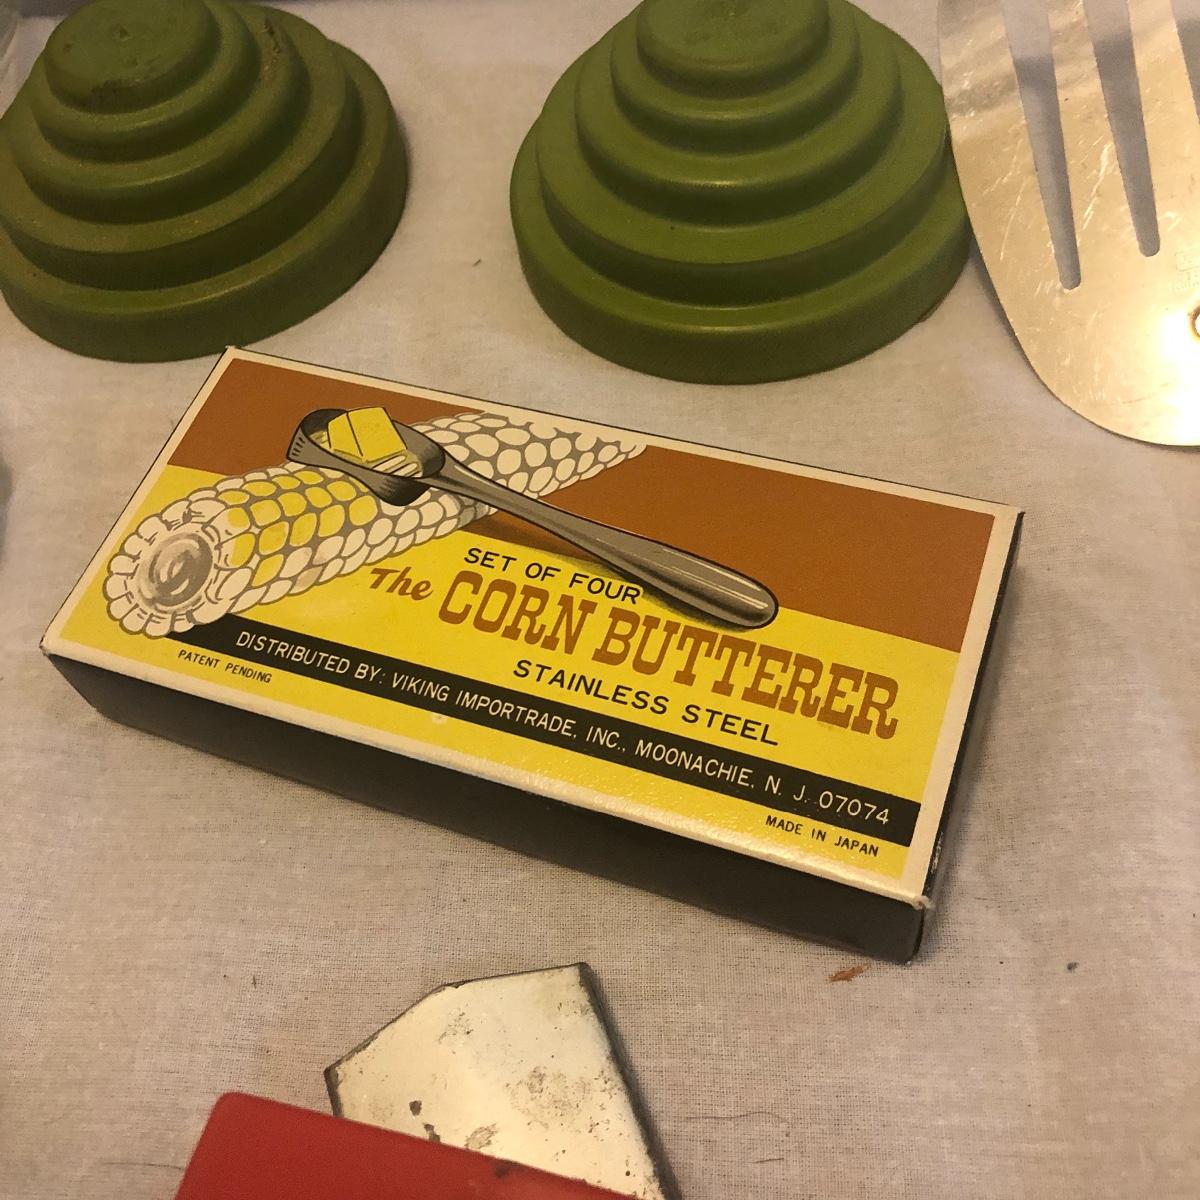 SET OF FOUR
The CORN BUTTERER
STAINLESS STEEL
DISTRIBUTED BY: VIKING IMPORTRADE, INC., MOONACHIE, N. J. 07074
PATENT PENDING
MADE IN JAPAN